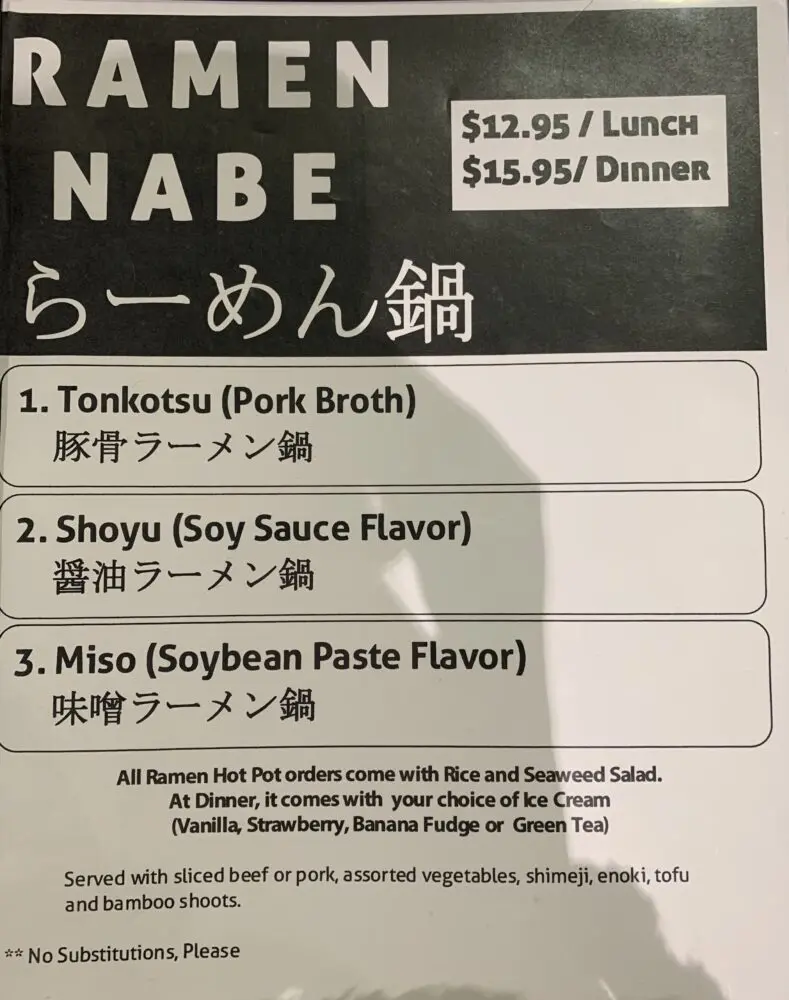 RAMEN
NABE
$12.95 / Lunch
$15.95/ Dinner
らーめん鍋
1. Tonkotsu (Pork Broth)
豚骨ラーメン鍋
2. Shoyu (Soy Sauce Flavor)
醤油ラーメン鍋
3. Miso (Soybean Paste Flavor)
味噌ラーメン鍋
All Ramen Hot Pot orders come with Rice and Seaweed Salad.
At Dinner, it comes with your choice of Ice Cream
(Vanilla, Strawberry, Banana Fudge or Green Tea)
Served with sliced beef or pork, assorted vegetables, shimeji, enoki, tofu
and bamboo shoots.
** No Substitutions, Please